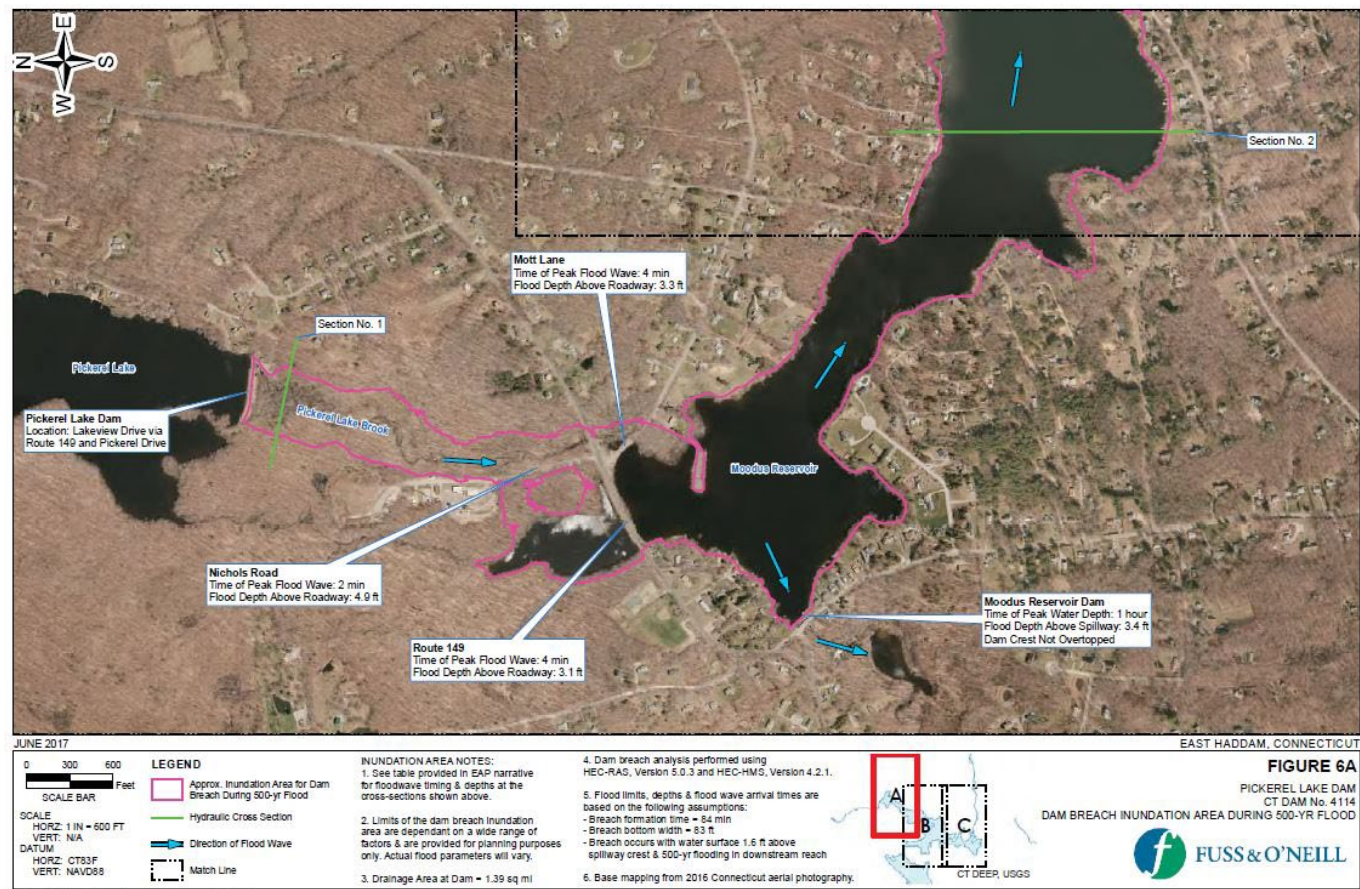 E
N
S
W
Section No. 2
Mott Lane
Time of Peak Flood Wave: 4 min
Flood Depth Above Roadway: 3.3 ft
Section No. 1
Pickerel Lake
Pickerel Lake Dam
Location: Lakeview Drive via
Route 149 and Pickerel Drive
Pickerel Lake Brook
Moodus Reservoir
Nichols Road
Time of Peak Flood Wave: 2 min
Flood Depth Above Roadway: 4.9 ft
Route 149
Time of Peak Flood Wave: 4 min
Flood Depth Above Roadway: 3.1 ft
Moodus Reservoir Dam
Time of Peak Water Depth: 1 hour
Flood Depth Above Spillway: 3.4 ft
Dam Crest Not Overtopped
JUNE 2017
EAST HADDAM, CONNECTICUT
0 300 600
Feet
SCALE BAR
SCALE
HORZ: 1 IN = 600 FT
VERT: N/A
DATUM
HORZ: CT83F
VERT: NAVD88
LEGEND
Approx. Inundation Area for Dam
Breach During 500-yr Flood
Hydraulic Cross Section
Direction of Flood Wave
Match Line
INUNDATION AREA NOTES:
1. See table provided in EAP narrative
for floodwave timing & depths at the
cross-sections shown above.
2. Limits of the dam breach inundation
area are dependant on a wide range of
factors & are provided for planning purposes
only. Actual flood parameters will vary.
3. Drainage Area at Dam = 1.39 sq mi
4. Dam breach analysis performed using
HEC-RAS, Version 5.0.3 and HEC-HMS, Version 4.2.1.
5. Flood limits, depths & flood wave arrival times are
based on the following assumptions:
- Breach formation time = 84 min
- Breach bottom width = 83 ft
- Breach occurs with water surface 1.6 ft above
spillway crest & 500-yr flooding in downstream reach
6. Base mapping from 2016 Connecticut aerial photography.
A
B
C
CT DEEP, USGS
FIGURE 6A
PICKEREL LAKE DAM
CT DAM No. 4114
DAM BREACH INUNDATION AREA DURING 500-YR FLOOD
FUSS & O'NEILL